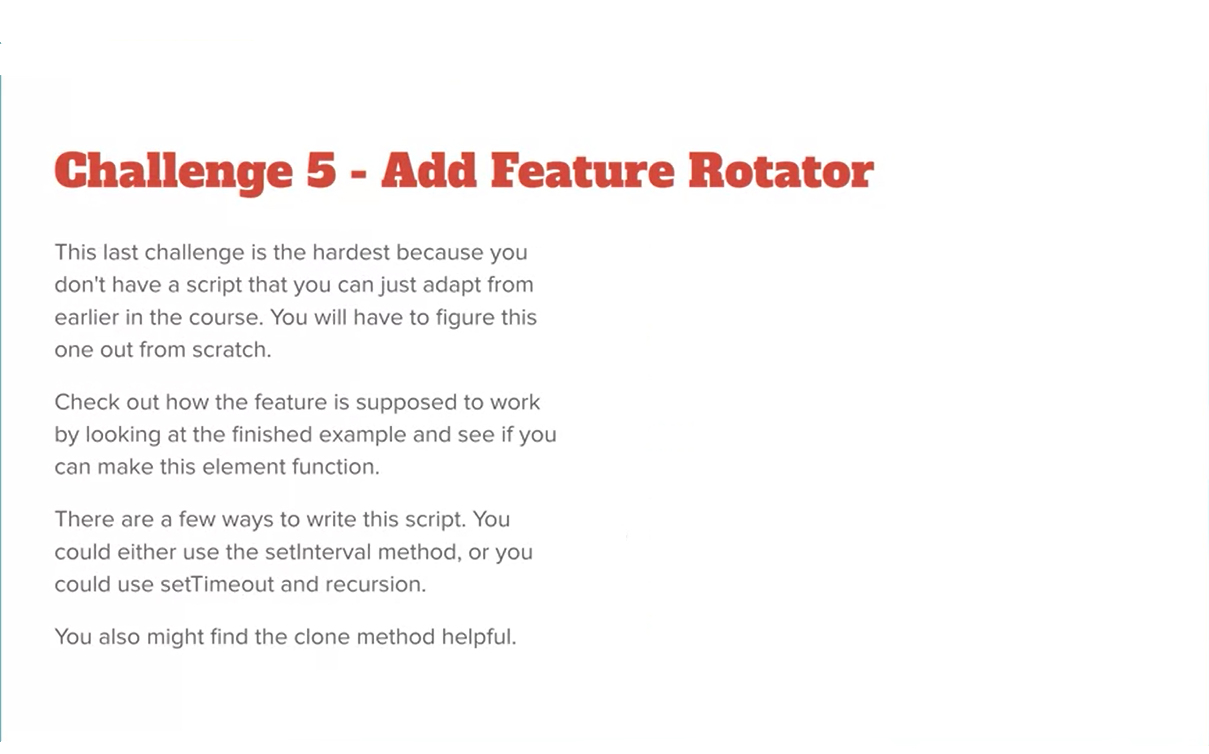 Challenge 5 - Add Feature Rotator
This last challenge is the hardest because you
don't have a script that you can just adapt from
earlier in the course. You will have to figure this
one out from scratch.
Check out how the feature is supposed to work
by looking at the finished example and see if you
can make this element function.
There are a few ways to write this script. You
could either use the setInterval method, or you
could use setTimeout and recursion.
You also might find the clone method helpful.